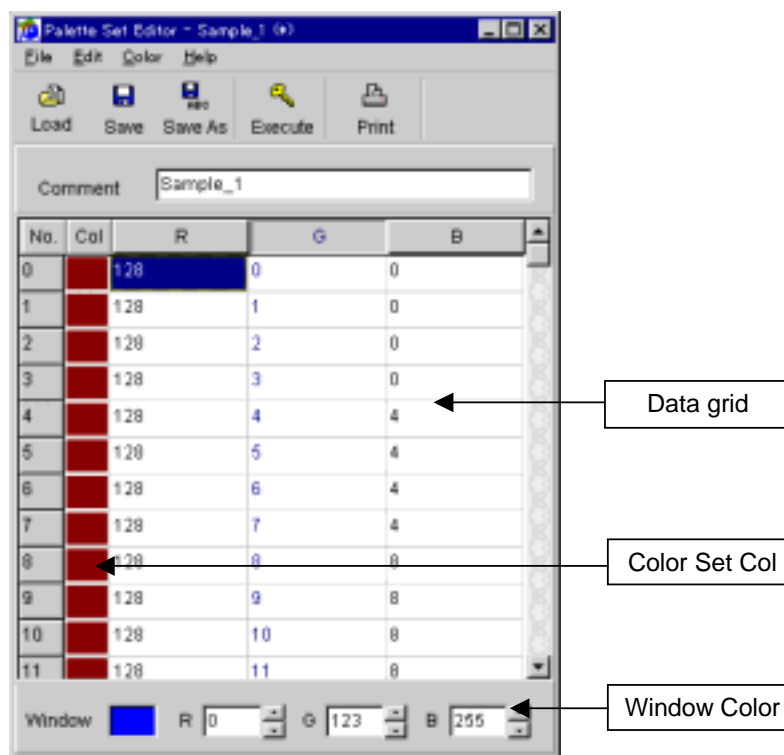 Palette Set Editor - Sample_1 (*)
File Edit Color Help
Load Save Save As Execute Print
Comment Sample_1
No. Col R G B
0 128 0 0
1 128 1 0
2 128 2 0
3 128 3 0
4 128 4 4
5 128 5 4
6 128 6 4
7 128 7 4
8 128 8 8
9 128 9 8
10 128 10 8
11 128 11 8
Data grid
Color Set Col
Window R 0 G 123 B 255
Window Color